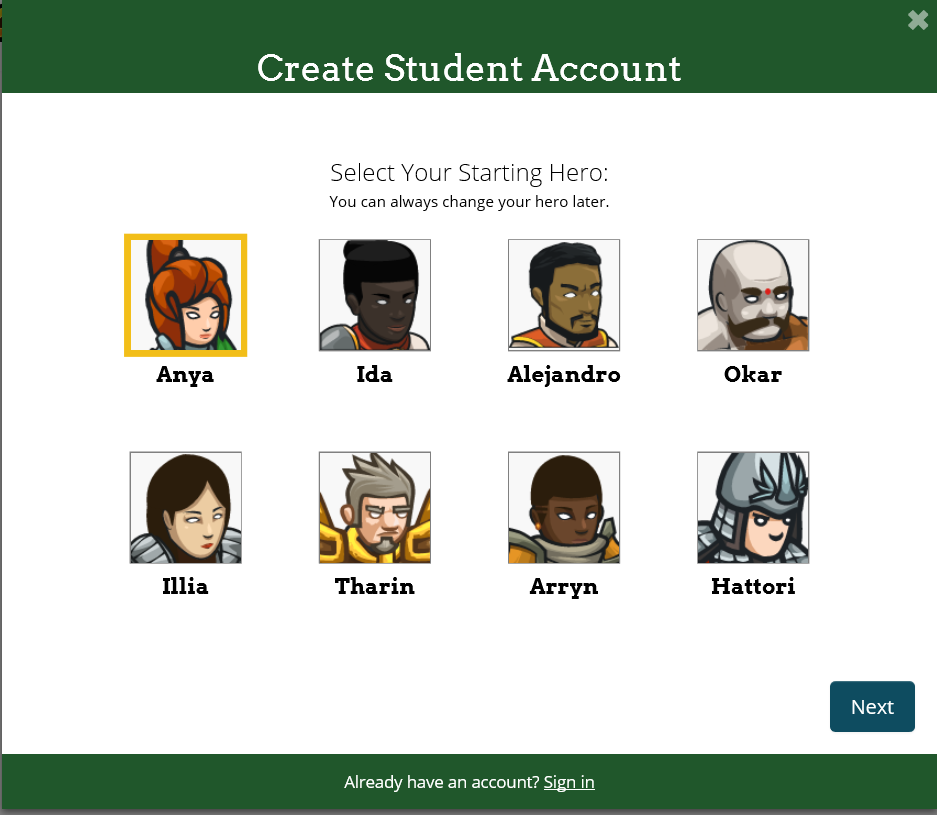 Create Student Account
Select Your Starting Hero:
You can always change your hero later.
Anya
Ida
Alejandro
Okar
Illia
Tharin
Arryn
Hattori
Next
Already have an account? Sign in